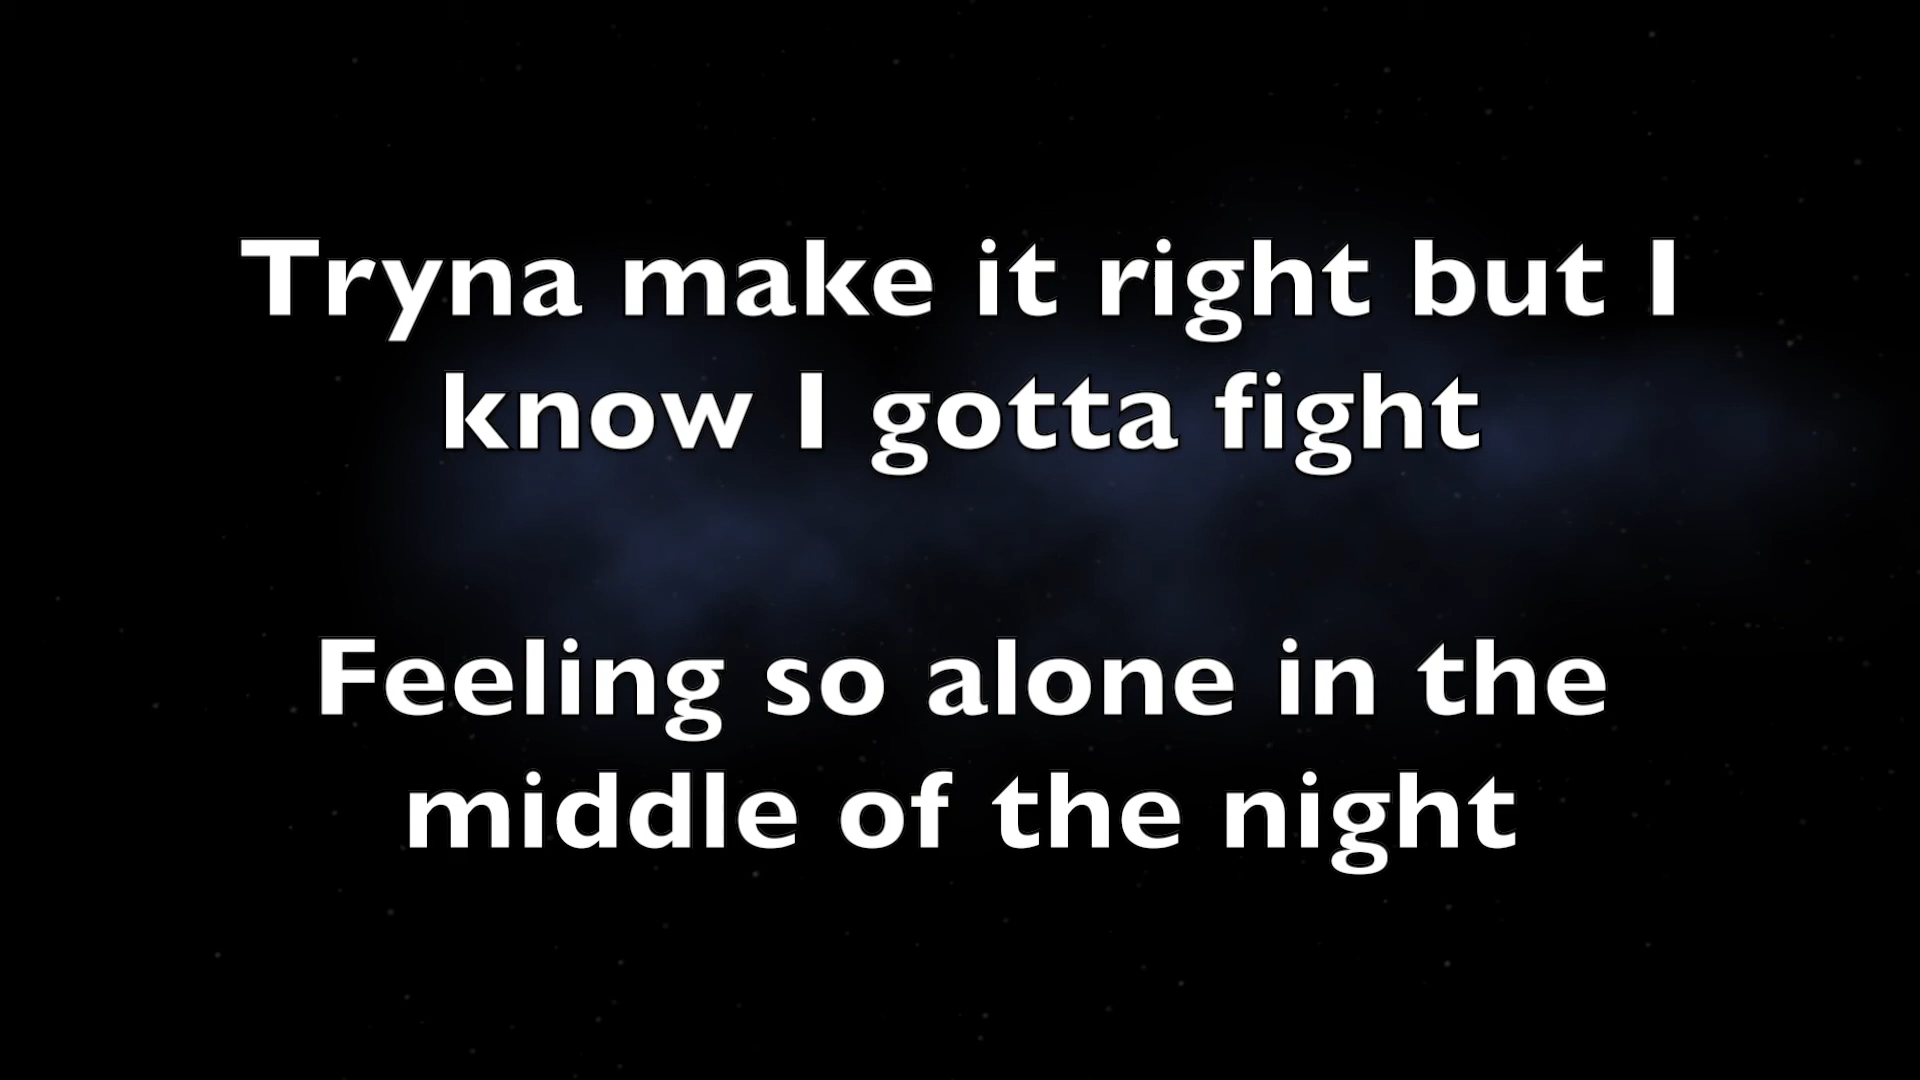 Tryna make it right but I
know I gotta fight
Feeling so alone in the
middle of the night